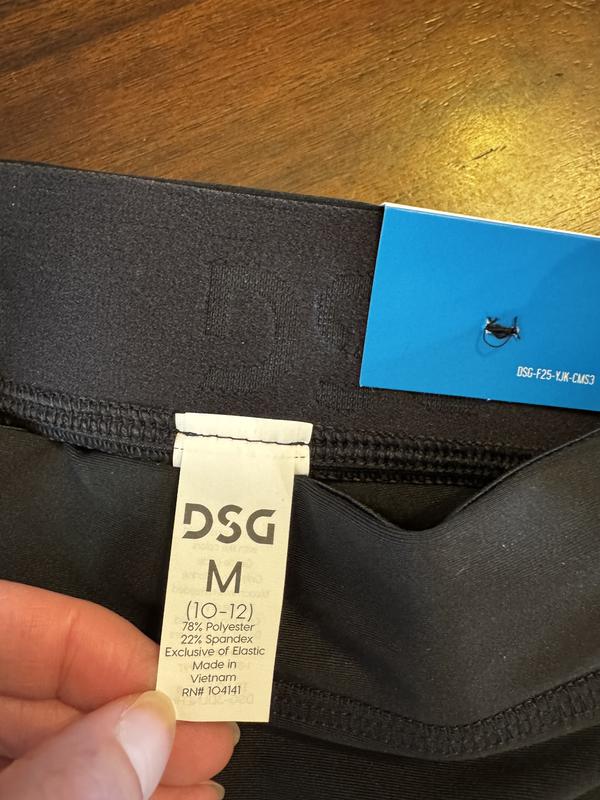 DS
DSG-F25-YJK-CMS3
DSG
M
(10-12)
78% Polyester
22% Spandex
Exclusive of Elastic
Made in
Vietnam
RN# 104141